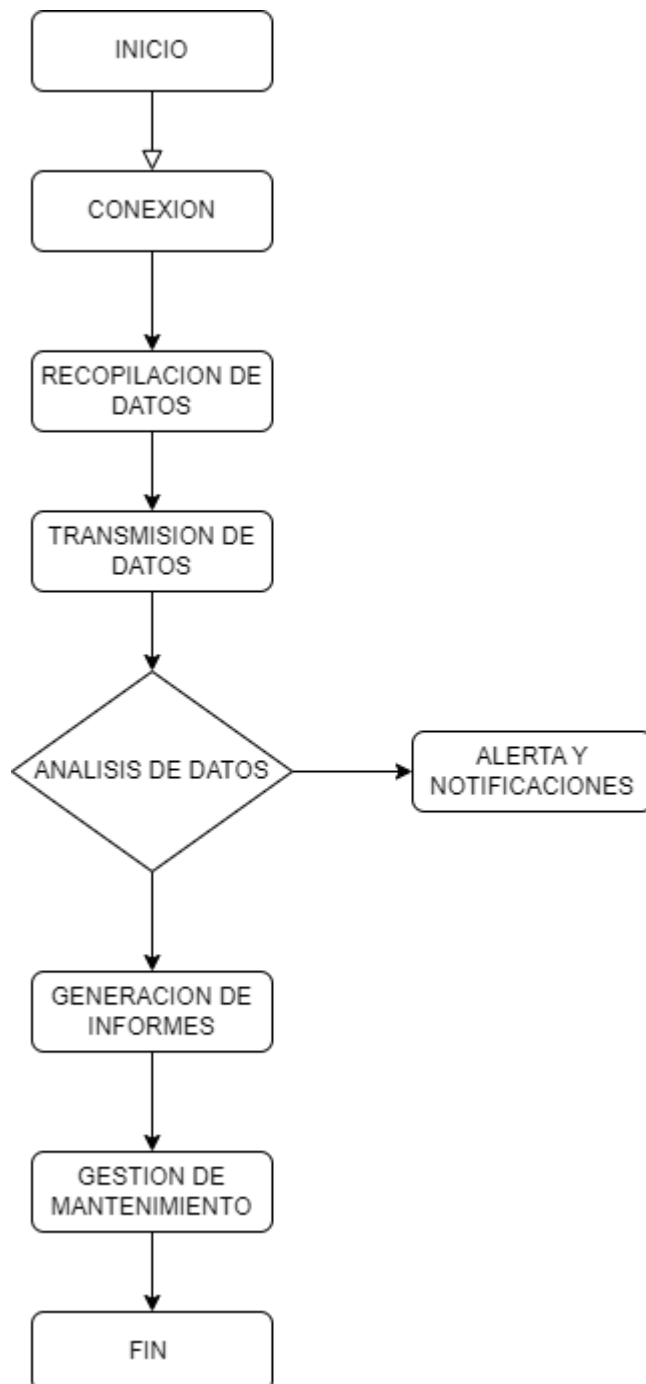 INICIO
CONEXION
RECOPILACION DE
DATOS
TRANSMISION DE
DATOS
ANALISIS DE DATOS
ALERTA Y
NOTIFICACIONES
GENERACION DE
INFORMES
GESTION DE
MANTENIMIENTO
FIN